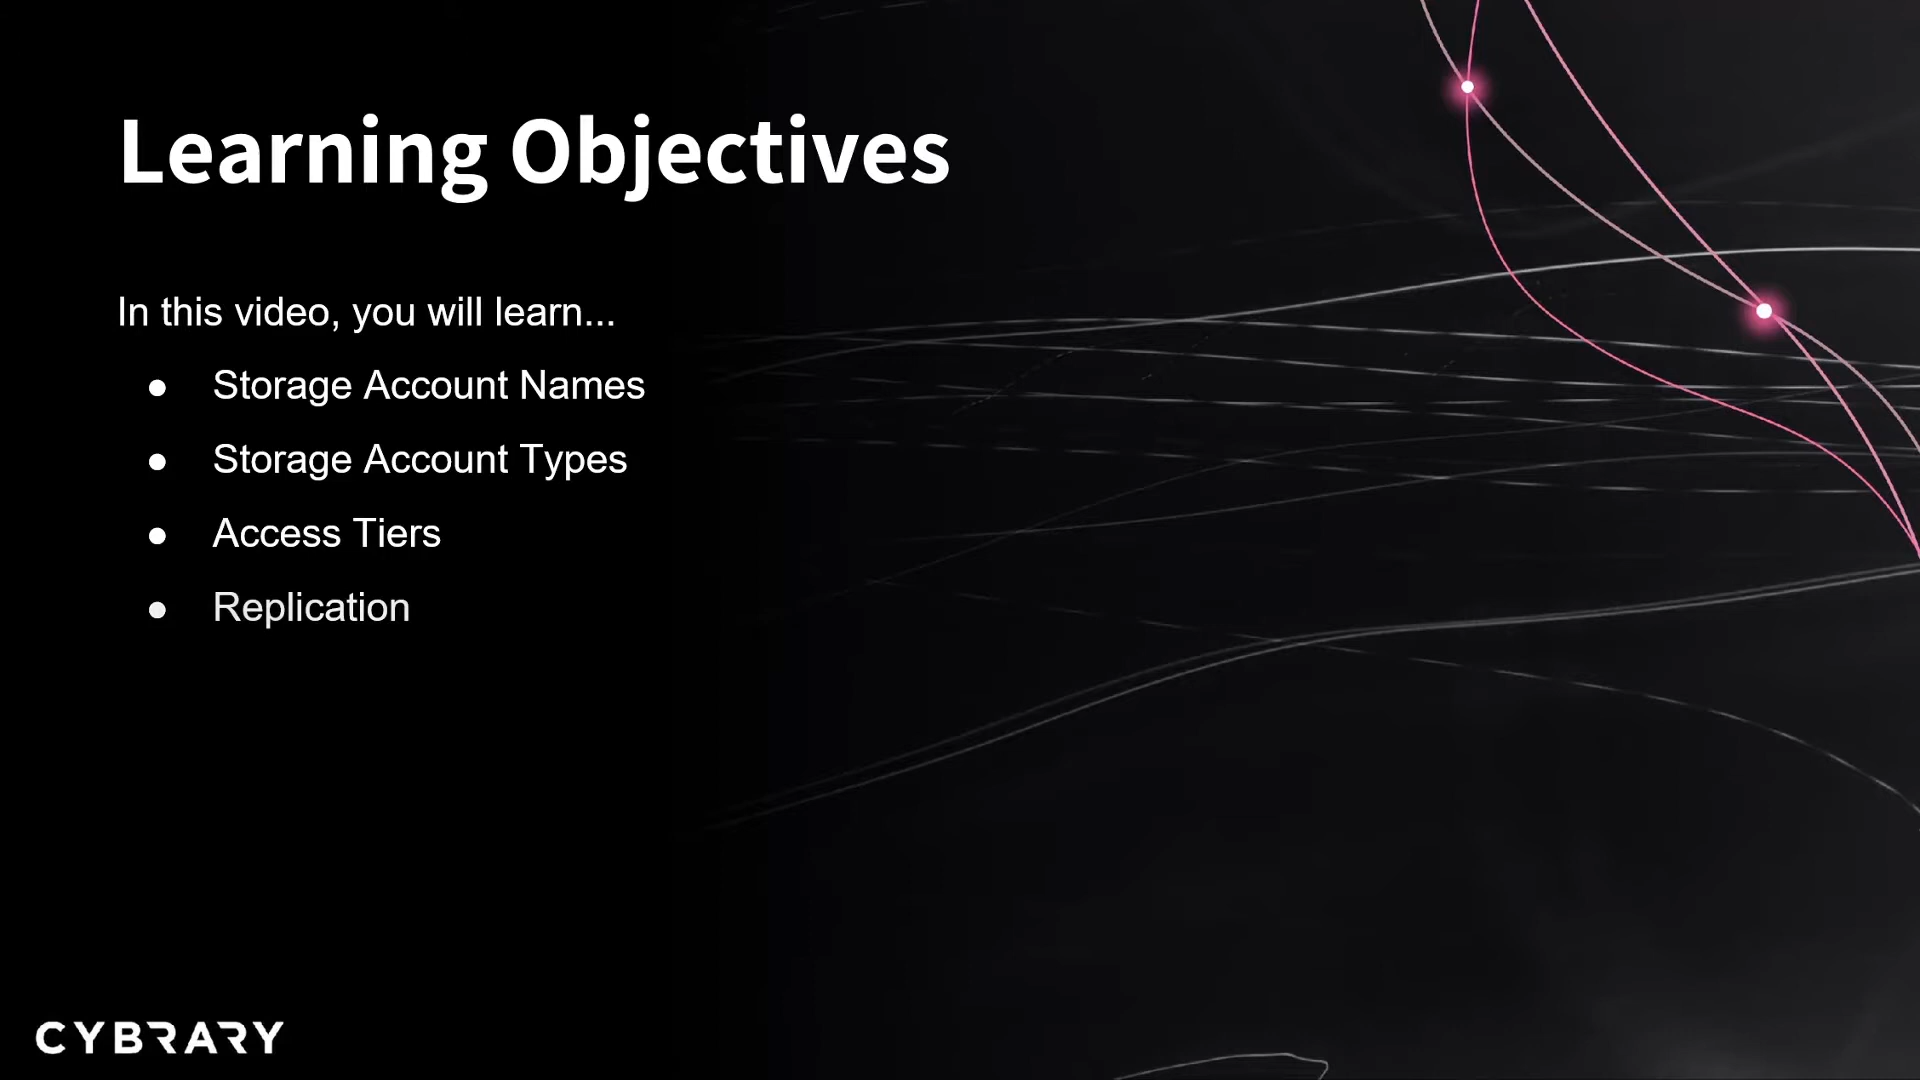 Learning Objectives
In this video, you will learn...
● Storage Account Names
● Storage Account Types
● Access Tiers
● Replication
CYBRARY